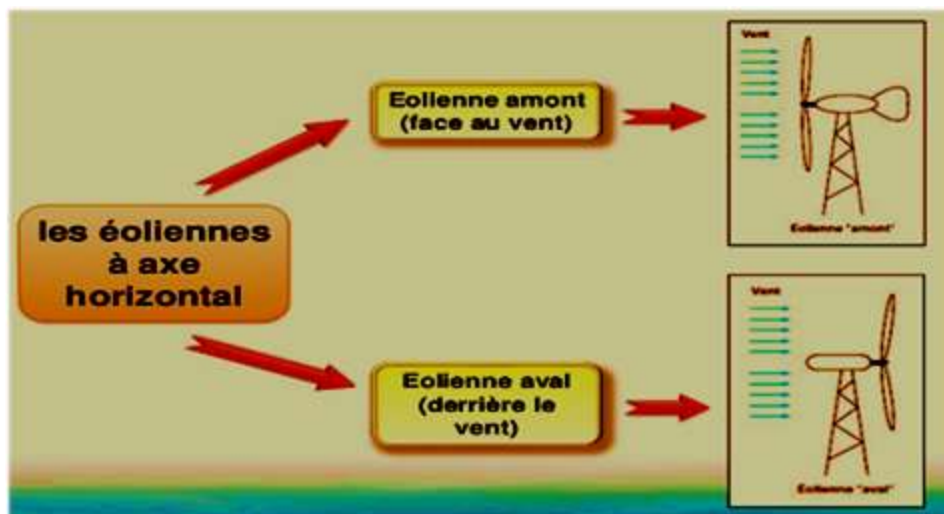 les éoliennes
à axe
horizontal
Eolienne amont
(face au vent)
Eolienne aval
(derrière le
vent)
Vent
Eolienne "amont"
Vent
Eolienne "aval"